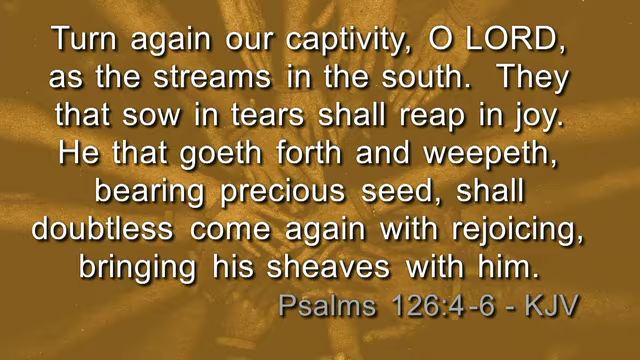 Turn again our captivity, O LORD,
as the streams in the south. They
that sow in tears shall reap in joy.
He that goeth forth and weepeth,
bearing precious seed, shall
doubtless come again with rejoicing,
bringing his sheaves with him.
Psalms 126:4-6 - KJV